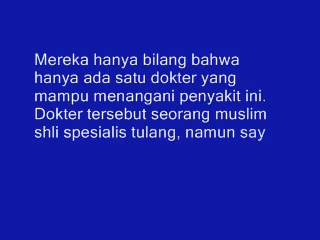 Mereka hanya bilang bahwa
hanya ada satu dokter yang
mampu menangani penyakit ini.
Dokter tersebut seorang muslim
shli spesialis tulang, namun say